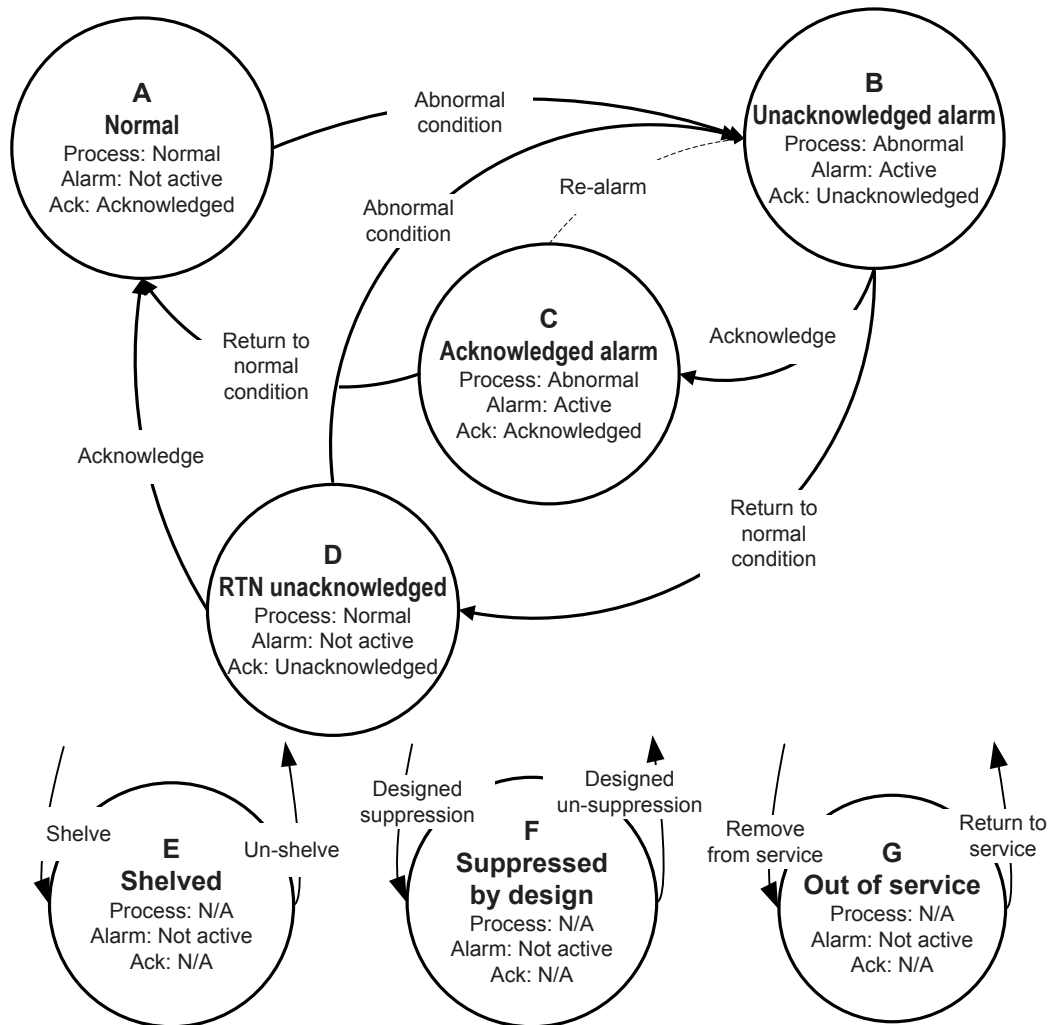 A
Normal
Process: Normal
Alarm: Not active
Ack: Acknowledged
Abnormal
condition
B
Unacknowledged alarm
Process: Abnormal
Alarm: Active
Ack: Unacknowledged
Abnormal
condition
Re-alarm
Return to
normal
condition
C
Acknowledged alarm
Process: Abnormal
Alarm: Active
Ack: Acknowledged
Acknowledge
Acknowledge
Return to
normal
condition
D
RTN unacknowledged
Process: Normal
Alarm: Not active
Ack: Unacknowledged
Shelve
E
Shelved
Process: N/A
Alarm: Not active
Ack: N/A
Un-shelve
Designed
suppression
F
Suppressed
by design
Process: N/A
Alarm: Not active
Ack: N/A
Designed
un-suppression
Remove
from service
G
Out of service
Process: N/A
Alarm: Not active
Ack: N/A
Return to
service